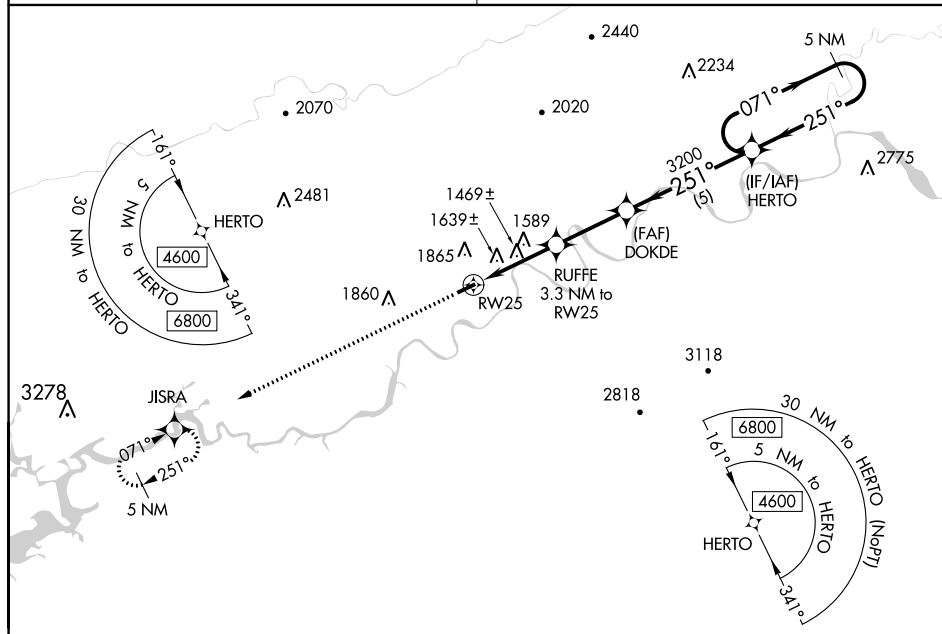 2440
5 NM
2234
2070
2020
071°
251°
2775
161°
5 NM to HERTO
30 NM to HERTO
HERTO
4600
6800
341°
2481
3200
251°
(5)
(IF/IAF)
HERTO
1469±
1639±
1589
1865
(FAF)
DOKDE
RUFFE
3.3 NM to
RW25
RW25
1860
3118
2818
3278
JISRA
071°
251°
5 NM
30 NM to HERTO (NoPT)
6800
161°
5 NM to HERTO
4600
HERTO
341°